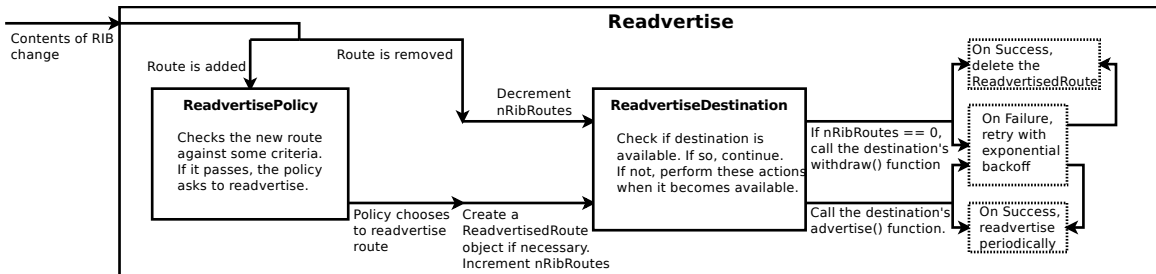 Readvertise
Contents of RIB
change
Route is added
Route is removed
ReadvertisePolicy
Checks the new route
against some criteria.
If it passes, the policy
asks to readvertise.
Decrement
nRibRoutes
Policy chooses
to readvertise
route
Create a
ReadvertisedRoute
object if necessary.
Increment nRibRoutes
ReadvertiseDestination
Check if destination is
available. If so, continue.
If not, perform these actions
when it becomes available.
If nRibRoutes == 0,
call the destination's
withdraw() function
Call the destination's
advertise() function.
On Success,
delete the
ReadvertisedRoute
On Failure,
retry with
exponential
backoff
On Success,
readvertise
periodically